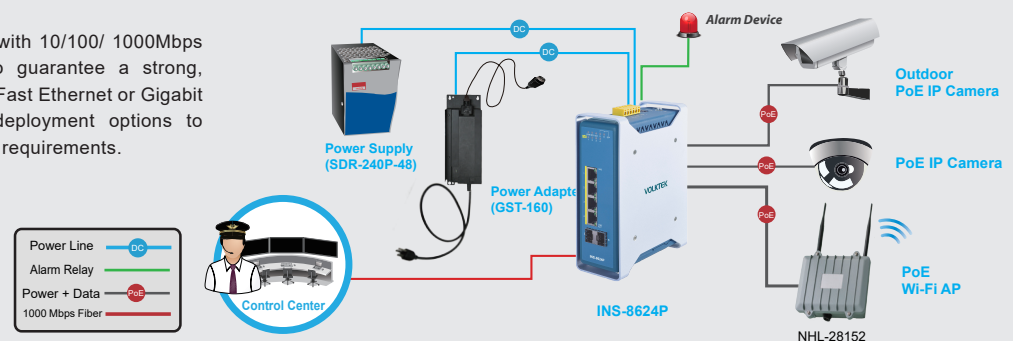 with 10/100/ 1000Mbps
guarantee a strong,
Fast Ethernet or Gigabit
deployment options to
requirements.
DC
DC
Alarm Device
Outdoor
PoE IP Camera
PoE
Power Supply
(SDR-240P-48)
PoE
PoE IP Camera
Power Adapte
(GST-160)
VOLKTEK
PoE
Power Line DC
Alarm Relay
Power + Data PoE
1000 Mbps Fiber
Control Center
INS-8624P
PoE
Wi-Fi AP
NHL-28152